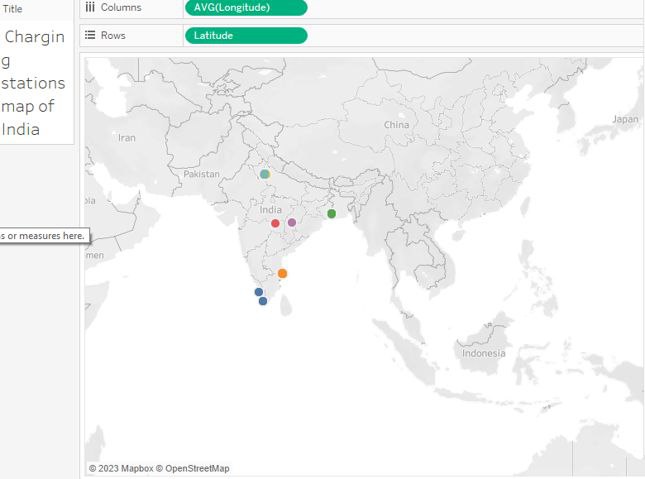 Title
Columns
AVG(Longitude)
Rows
Latitude
Chargin
g
stations
map of
India
s or measures here.
Iran
Pakistan
India
China
Japan
Indonesia
men
© 2023 Mapbox © OpenStreetMap